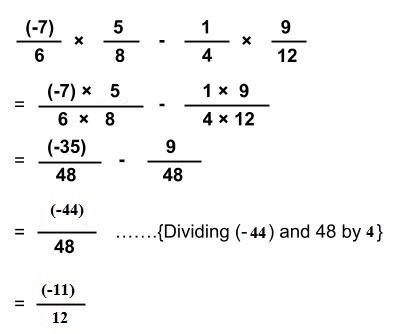 (-7)/6 × 5/8 - 1/4 × 9/12
= (-7) × 5/6 × 8 - 1 × 9/4 × 12
= (-35)/48 - 9/48
= (-44)/48 .......{Dividing (-44) and 48 by 4}
= (-11)/12